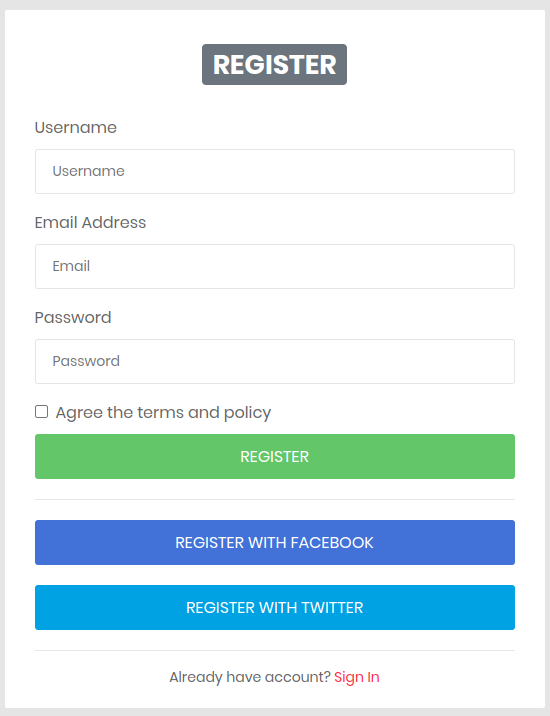 REGISTER
Username
Username
Email Address
Email
Password
Password
Agree the terms and policy
REGISTER
REGISTER WITH FACEBOOK
REGISTER WITH TWITTER
Already have account? Sign In